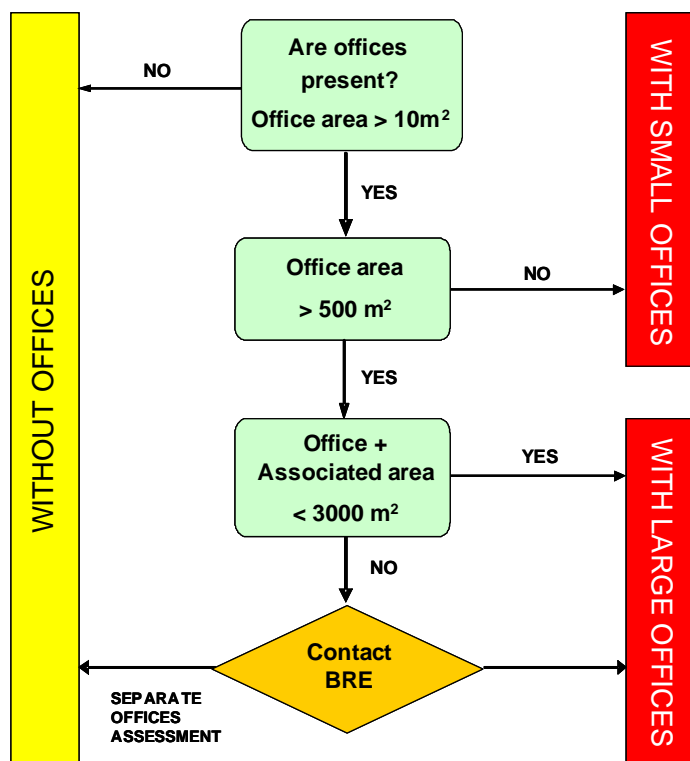 Are offices
present?
Office area > 10m²
NO
YES
WITH SMALL OFFICES
Office area
> 500 m²
NO
YES
WITHOUT OFFICES
Office +
Associated area
< 3000 m²
YES
NO
WITH LARGE OFFICES
Contact
BRE
SEPARATE
OFFICES
ASSESSMENT